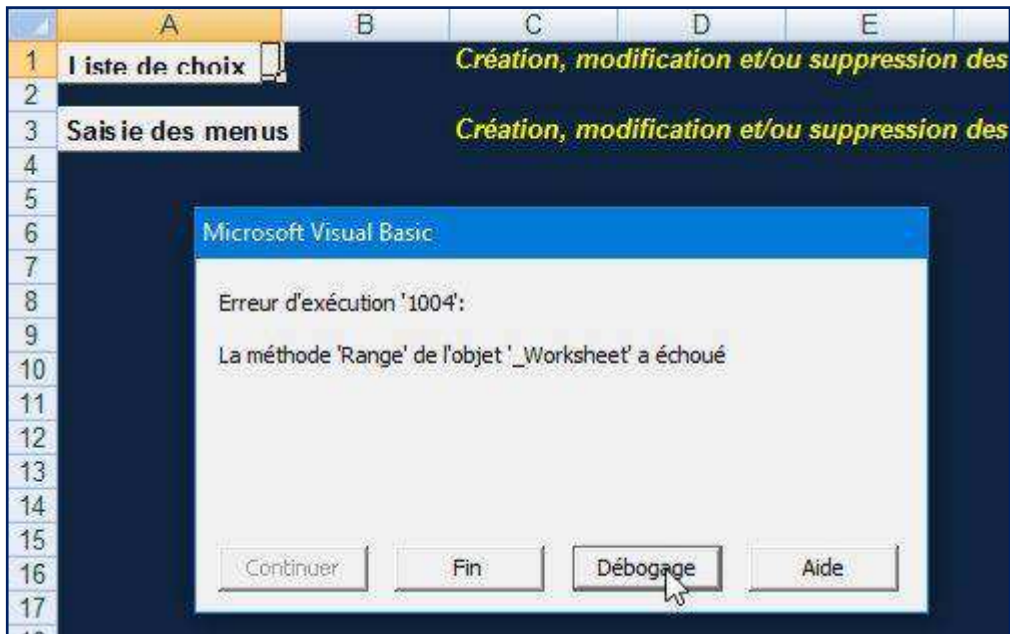 A B C D E
1 Liste de choix Création, modification et/ou suppression des
2
3 Saisie des menus Création, modification et/ou suppression des
4
5
6 Microsoft Visual Basic
7
8 Erreur d'exécution '1004':
9
10 La méthode 'Range' de l'objet '_Worksheet' a échoué
11
12
13
14
15
16 Continuer Fin Débogage Aide
17